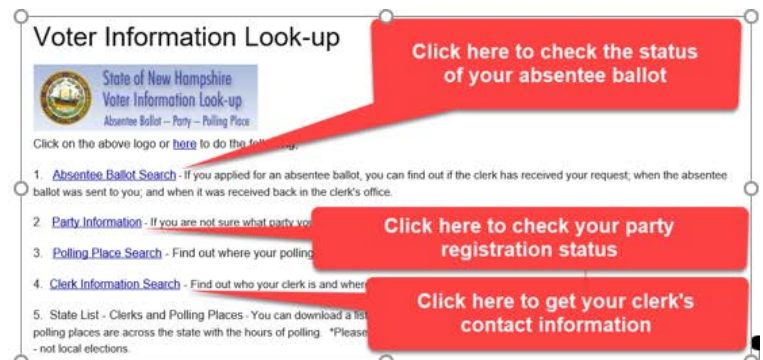 Voter Information Look-up
Click here to check the status
of your absentee ballot
State of New Hampshire
Voter Information Look-up
Absentee Ballot – Party – Polling Place
Click on the above logo or here to do the following;
1. Absentee Ballot Search - If you applied for an absentee ballot, you can find out if the clerk has received your request; when the absentee
ballot was sent to you; and when it was received back in the clerk's office.
2 Party Information - If you are not sure what party
Click here to check your party
registration status
3. Polling Place Search - Find out where your polling
4. Clerk Information Search - Find out who your clerk is and
Click here to get your clerk's
contact information
5. State List - Clerks and Polling Places - You can download a
polling places are across the state with the hours of polling. *Please
- not local elections.